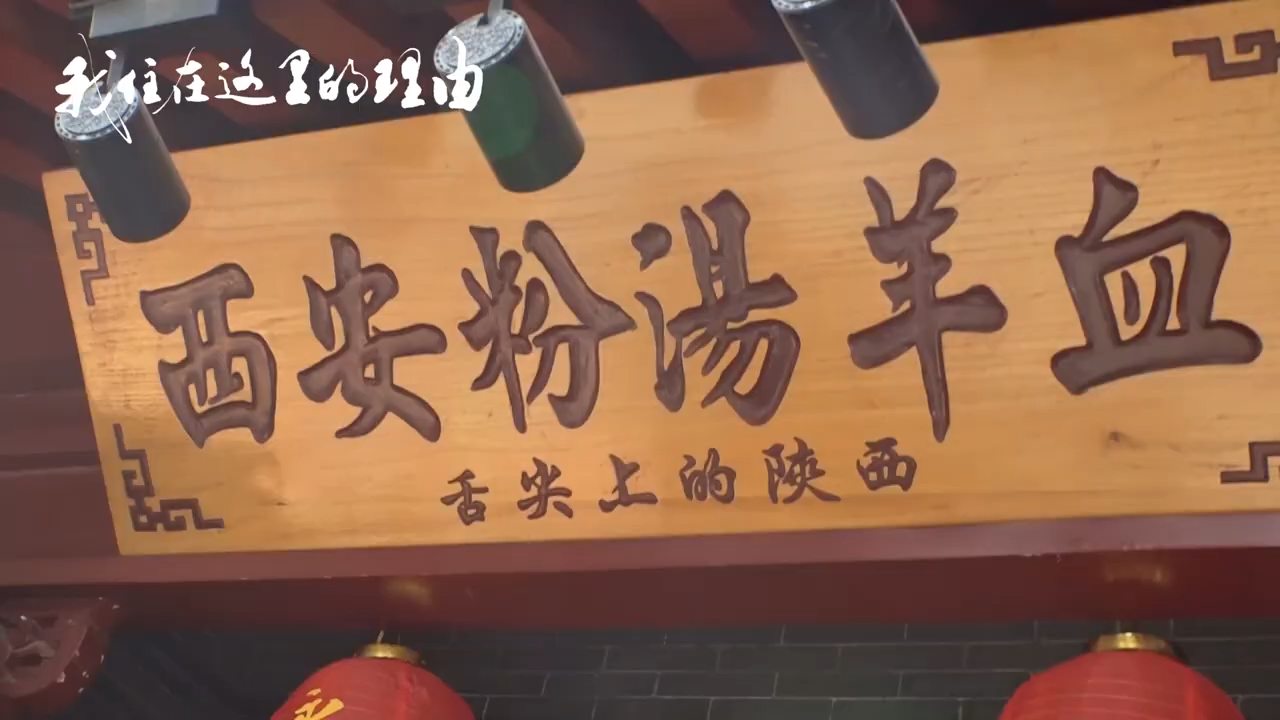 我住在这里的理由
西安粉湯羊血
舌尖上的陝西